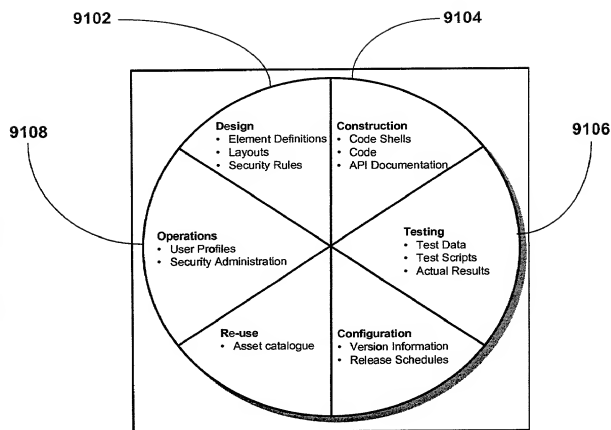 9102
9104
9108
9106
Design
• Element Definitions
• Layouts
• Security Rules
Construction
• Code Shells
• Code
• API Documentation
Operations
• User Profiles
• Security Administration
Testing
• Test Data
• Test Scripts
• Actual Results
Re-use
• Asset catalogue
Configuration
• Version Information
• Release Schedules